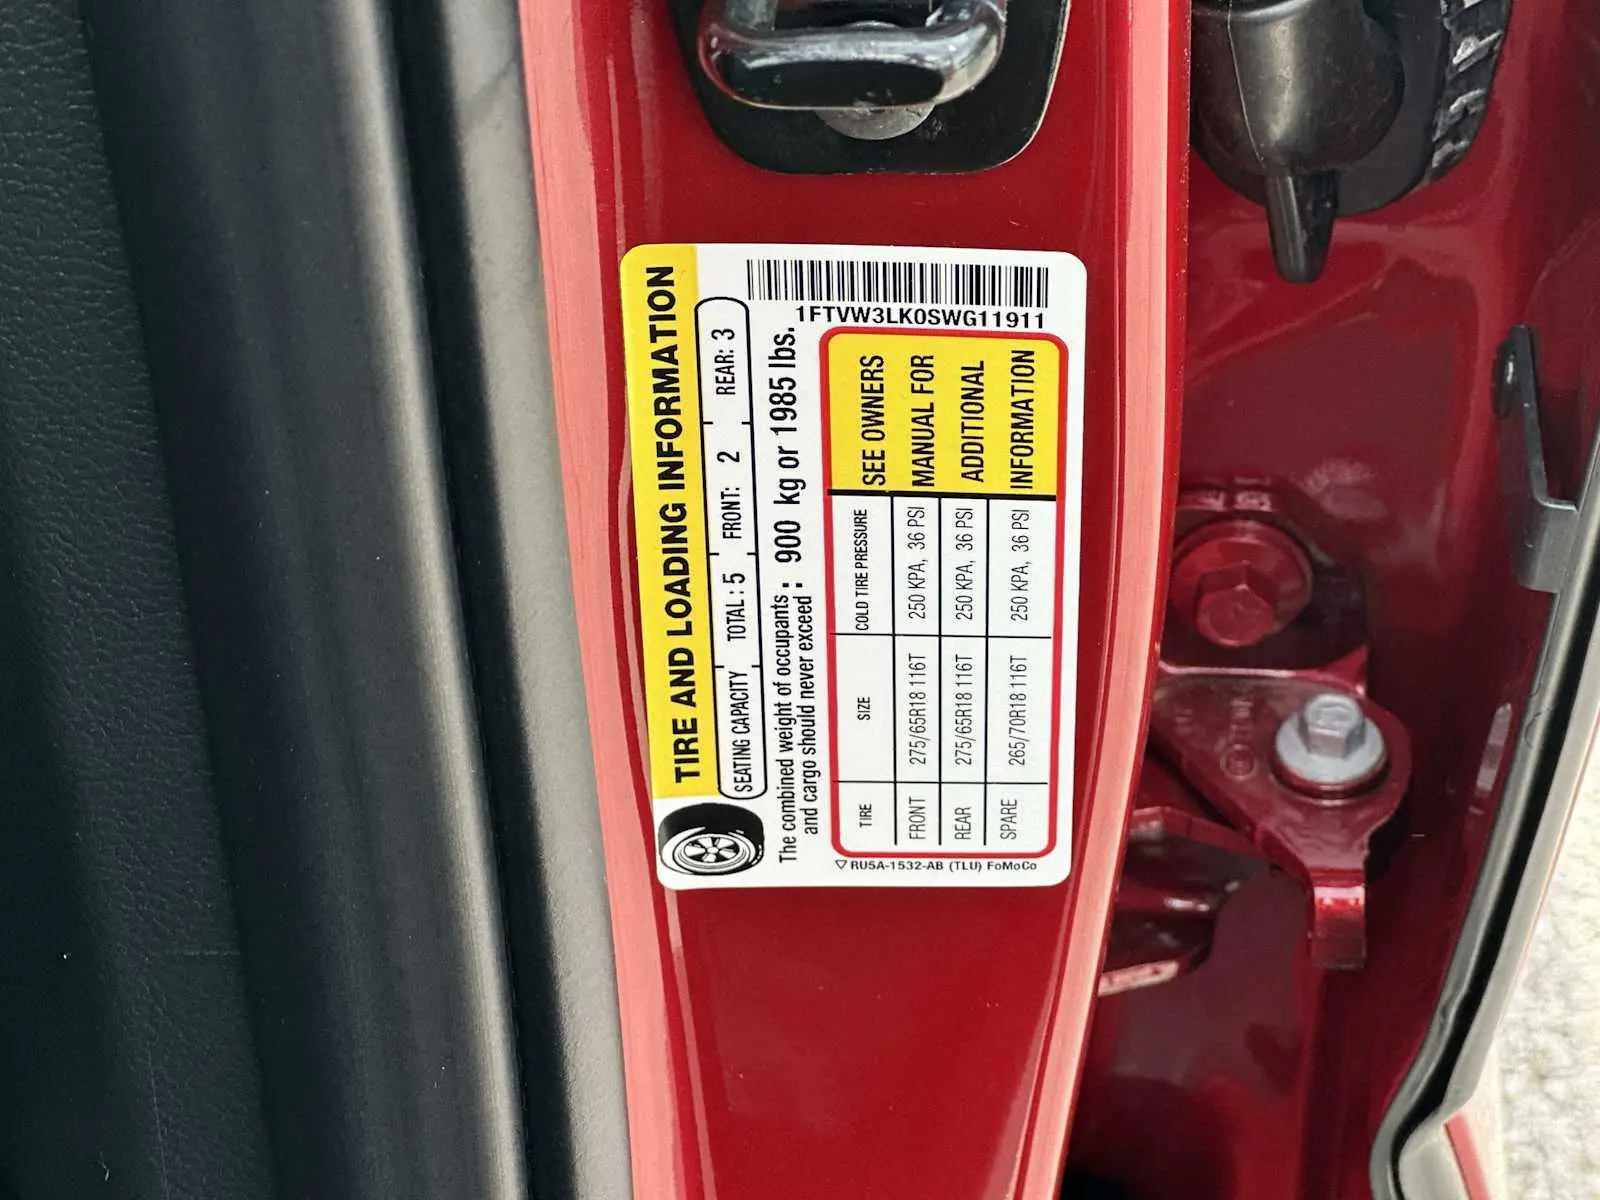 1FTVW3LK0SWG11911
TIRE AND LOADING INFORMATION
SEATING CAPACITY TOTAL : 5 FRONT: 2 REAR: 3
The combined weight of occupants
and cargo should never exceed : 900 kg or 1985 lbs.
TIRE SIZE COLD TIRE PRESSURE
FRONT 275/65R18 116T 250 KPA, 36 PSI
REAR 275/65R18 116T 250 KPA, 36 PSI
SPARE 265/70R18 116T 250 KPA, 36 PSI
SEE OWNERS
MANUAL FOR
ADDITIONAL
INFORMATION
RU5A-1532-AB (TLU) FoMoCo